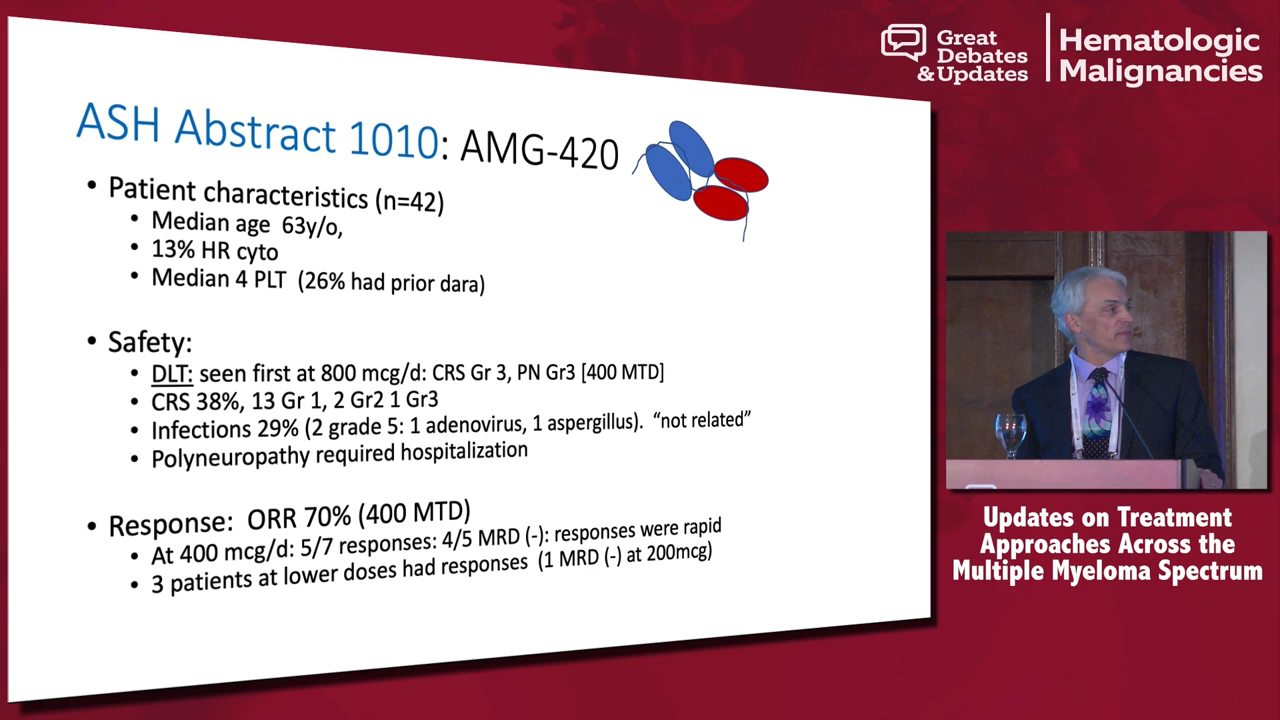 Great
Debates
& Updates
Hematologic
Malignancies
ASH Abstract 1010: AMG-420
• Patient characteristics (n=42)
• Median age 63y/o,
• 13% HR cyto
• Median 4 PLT (26% had prior dara)
• Safety:
• DLT: seen first at 800 mcg/d: CRS Gr 3, PN Gr3 [400 MTD]
• CRS 38%, 13 Gr 1, 2 Gr2 1 Gr3
• Infections 29% (2 grade 5: 1 adenovirus, 1 aspergillus). “not related”
• Polyneuropathy required hospitalization
• Response: ORR 70% (400 MTD)
• At 400 mcg/d: 5/7 responses: 4/5 MRD (-): responses were rapid
• 3 patients at lower doses had responses (1 MRD (-) at 200mcg)
Updates on Treatment
Approaches Across the
Multiple Myeloma Spectrum